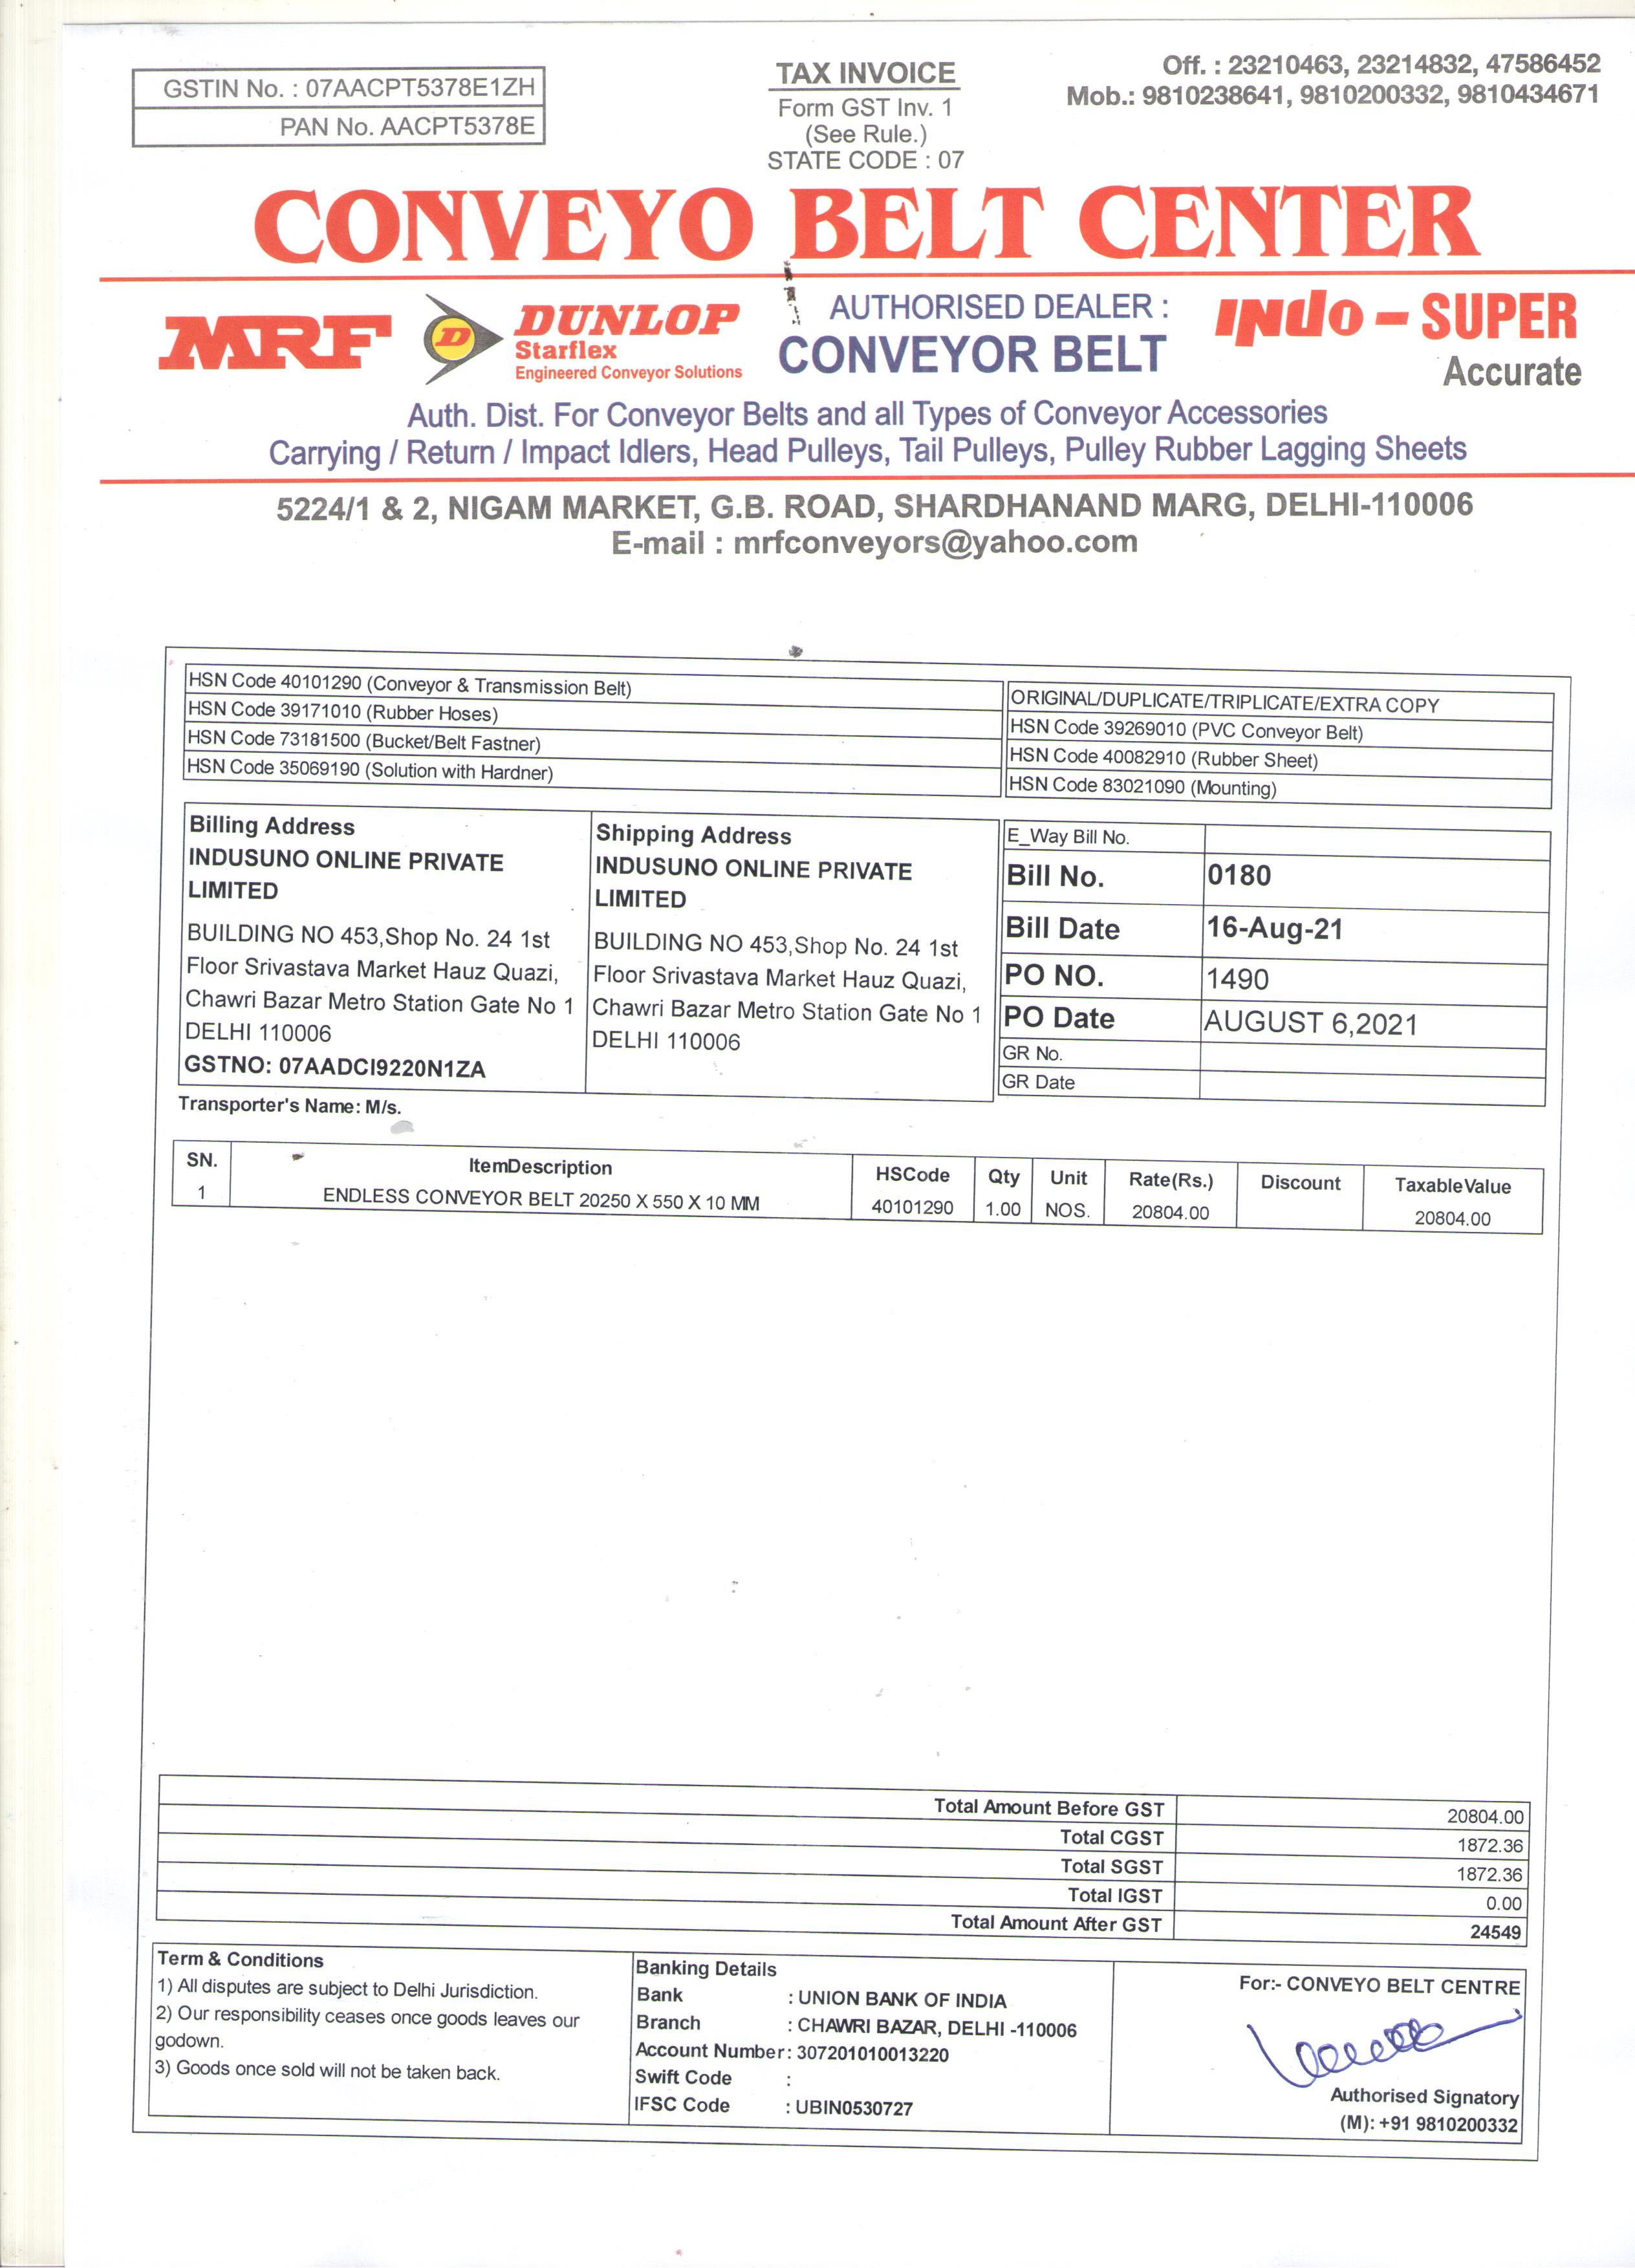 GSTIN No. : 07AACPT5378E1ZH
PAN No. AACPT5378E
TAX INVOICE
Form GST Inv. 1
(See Rule.)
STATE CODE : 07
Off. : 23210463, 23214832, 47586452
Mob.: 9810238641, 9810200332, 9810434671
CONVEYO BELT CENTER
MRF
D
DUNLOP
Starflex
Engineered Conveyor Solutions
AUTHORISED DEALER :
CONVEYOR BELT
INdo - SUPER
Accurate
Auth. Dist. For Conveyor Belts and all Types of Conveyor Accessories
Carrying / Return / Impact Idlers, Head Pulleys, Tail Pulleys, Pulley Rubber Lagging Sheets
5224/1 & 2, NIGAM MARKET, G.B. ROAD, SHARDHANAND MARG, DELHI-110006
E-mail : mrfconveyors@yahoo.com
HSN Code 40101290 (Conveyor & Transmission Belt)
HSN Code 39171010 (Rubber Hoses)
HSN Code 73181500 (Bucket/Belt Fastner)
HSN Code 35069190 (Solution with Hardner)
ORIGINAL/DUPLICATE/TRIPLICATE/EXTRA COPY
HSN Code 39269010 (PVC Conveyor Belt)
HSN Code 40082910 (Rubber Sheet)
HSN Code 83021090 (Mounting)
Billing Address
INDUSUNO ONLINE PRIVATE
LIMITED
BUILDING NO 453,Shop No. 24 1st
Floor Srivastava Market Hauz Quazi,
Chawri Bazar Metro Station Gate No 1
DELHI 110006
GSTNO: 07AADCI9220N1ZA
Shipping Address
INDUSUNO ONLINE PRIVATE
LIMITED
BUILDING NO 453,Shop No. 24 1st
Floor Srivastava Market Hauz Quazi,
Chawri Bazar Metro Station Gate No 1
DELHI 110006
E_Way Bill No.
Bill No. 0180
Bill Date 16-Aug-21
PO NO. 1490
PO Date AUGUST 6,2021
GR No.
GR Date
Transporter's Name: M/s.
SN. ItemDescription HSCode Qty Unit Rate(Rs.) Discount TaxableValue
1 ENDLESS CONVEYOR BELT 20250 X 550 X 10 MM 40101290 1.00 NOS. 20804.00 20804.00
Total Amount Before GST 20804.00
Total CGST 1872.36
Total SGST 1872.36
Total IGST 0.00
Total Amount After GST 24549
Term & Conditions
1) All disputes are subject to Delhi Jurisdiction.
2) Our responsibility ceases once goods leaves our
godown.
3) Goods once sold will not be taken back.
Banking Details
Bank : UNION BANK OF INDIA
Branch : CHAWRI BAZAR, DELHI -110006
Account Number: 307201010013220
Swift Code :
IFSC Code : UBIN0530727
For:- CONVEYO BELT CENTRE
Authorised Signatory
(M): +91 9810200332